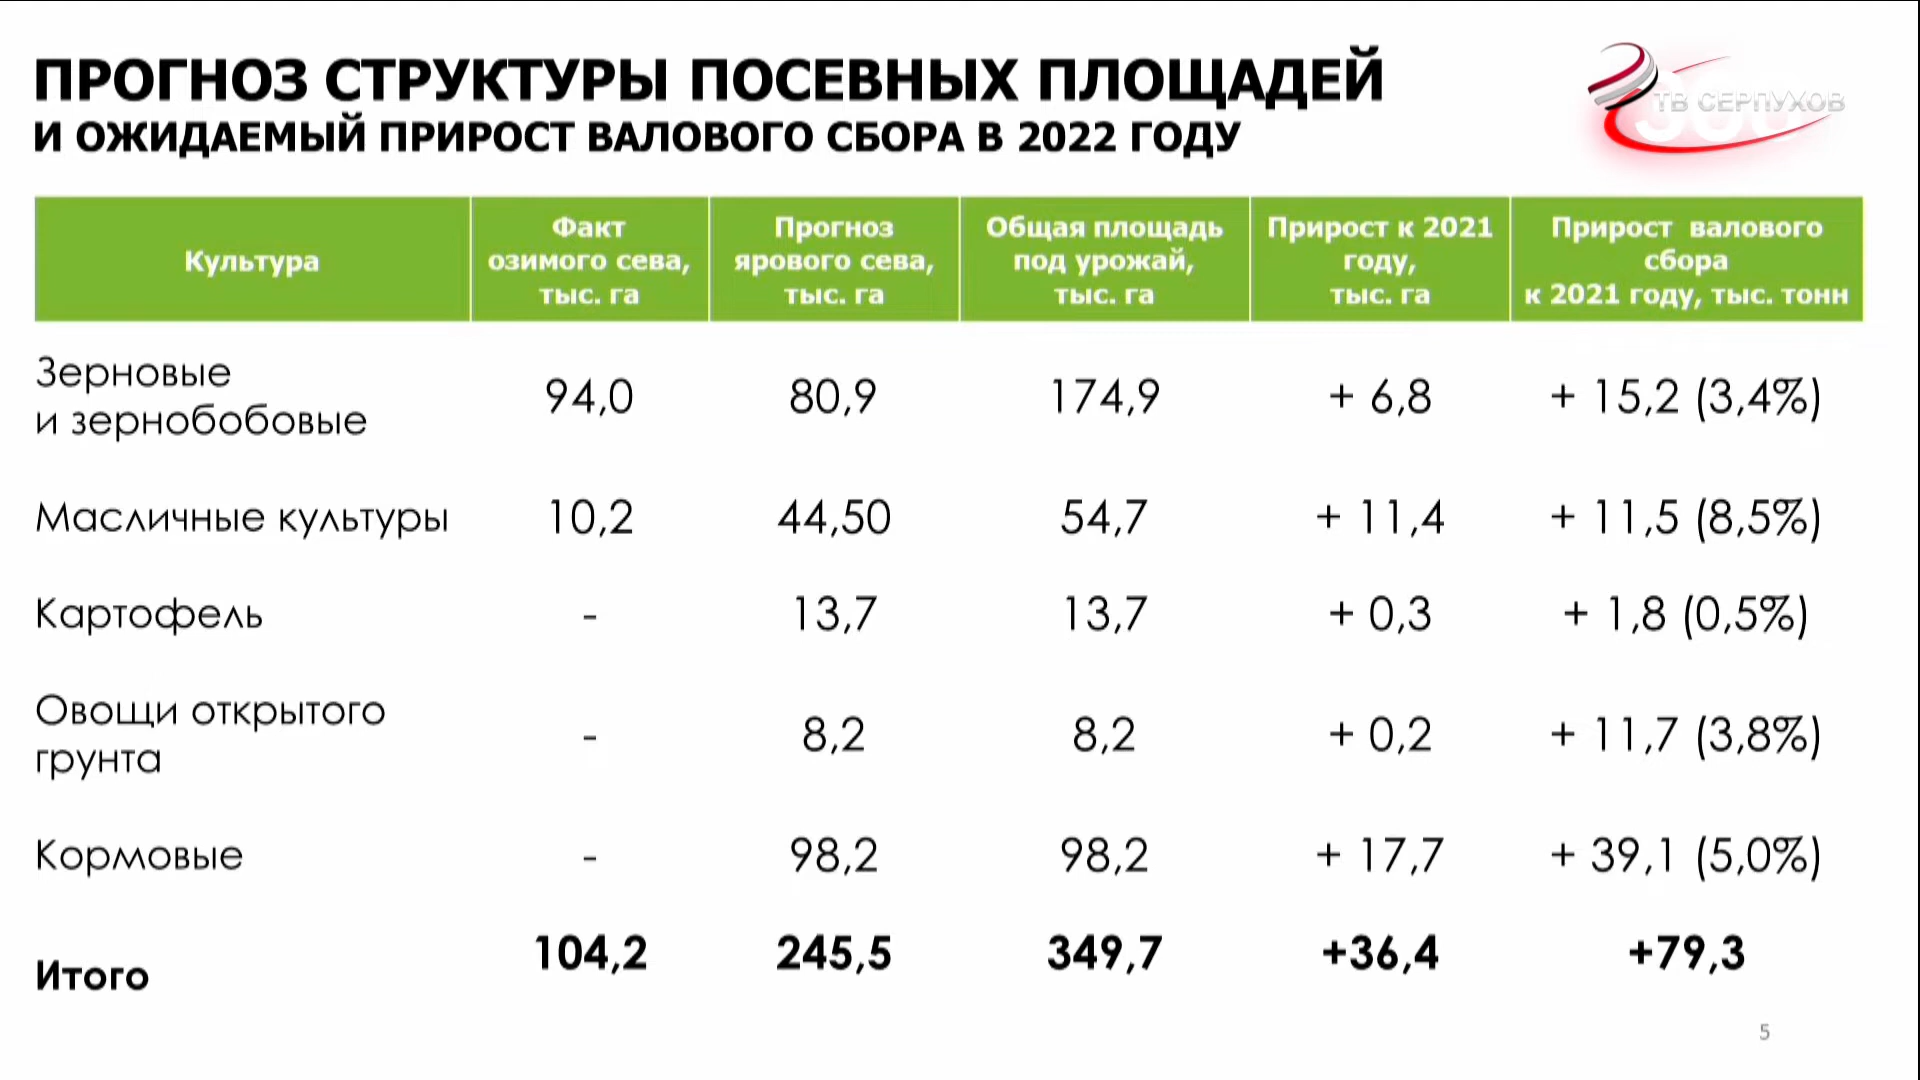 ПРОГНОЗ СТРУКТУРЫ ПОСЕВНЫХ ПЛОЩАДЕЙ
И ОЖИДАЕМЫЙ ПРИРОСТ ВАЛОВОГО СБОРА В 2022 ГОДУ
360
ТВ СЕРПУХОВ
Культура
Факт
озимого сева,
тыс. га
Прогноз
ярового сева,
тыс. га
Общая площадь
под урожай,
тыс. га
Прирост к 2021
году,
тыс. га
Прирост валового
сбора
к 2021 году, тыс. тонн
Зерновые
и зернобобовые
94,0
80,9
174,9
+ 6,8
+ 15,2 (3,4%)
Масличные культуры
10,2
44,50
54,7
+ 11,4
+ 11,5 (8,5%)
Картофель
-
13,7
13,7
+ 0,3
+ 1,8 (0,5%)
Овощи открытого
грунта
-
8,2
8,2
+ 0,2
+ 11,7 (3,8%)
Кормовые
-
98,2
98,2
+ 17,7
+ 39,1 (5,0%)
Итого
104,2
245,5
349,7
+36,4
+79,3
5